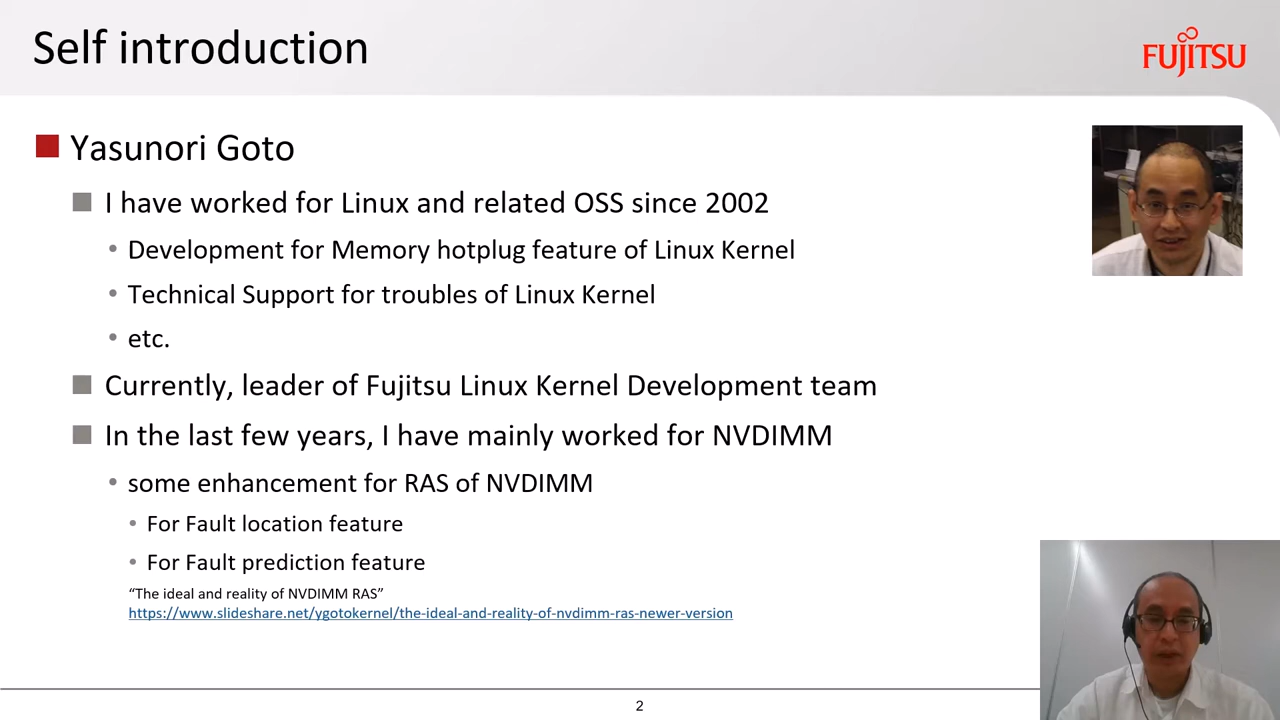 Self introduction
FUJITSU
Yasunori Goto
I have worked for Linux and related OSS since 2002
Development for Memory hotplug feature of Linux Kernel
Technical Support for troubles of Linux Kernel
etc.
Currently, leader of Fujitsu Linux Kernel Development team
In the last few years, I have mainly worked for NVDIMM
some enhancement for RAS of NVDIMM
For Fault location feature
For Fault prediction feature
“The ideal and reality of NVDIMM RAS”
https://www.slideshare.net/ygotokernel/the-ideal-and-reality-of-nvdimm-ras-newer-version
2